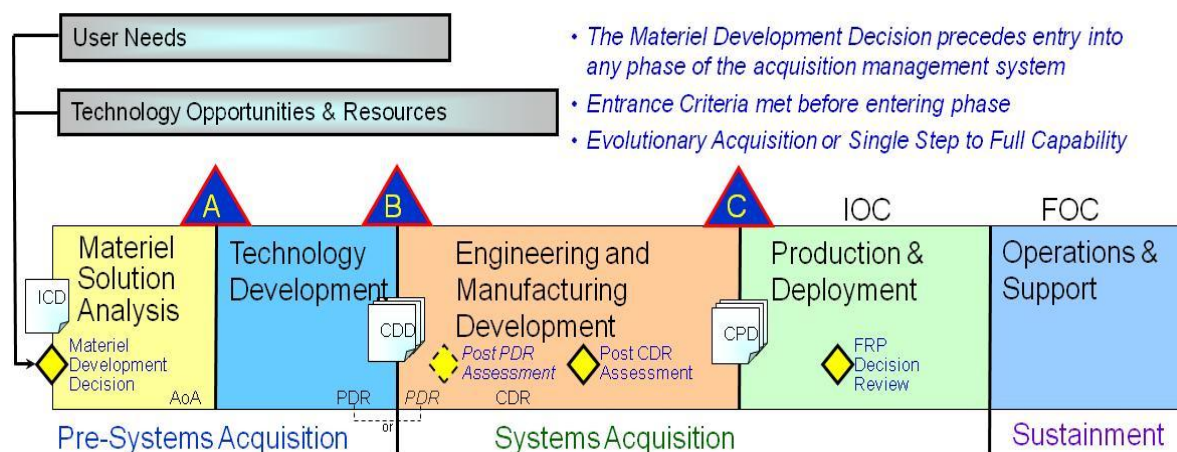 User Needs
Technology Opportunities & Resources
• The Materiel Development Decision precedes entry into
any phase of the acquisition management system
• Entrance Criteria met before entering phase
• Evolutionary Acquisition or Single Step to Full Capability
A
B
C
IOC
FOC
Materiel
Solution
Analysis
Technology
Development
Engineering and
Manufacturing
Development
Production &
Deployment
Operations &
Support
ICD
CDD
CPD
Materiel
Development
Decision
Post PDR
Assessment
Post CDR
Assessment
FRP
Decision
Review
AoA
PDR
PDR
CDR
or
Pre-Systems Acquisition
Systems Acquisition
Sustainment